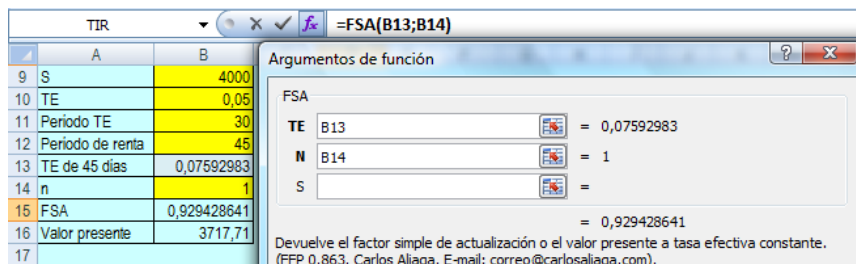 TIR =FSA(B13;B14)
A B Argumentos de función
9 S 4000
10 TE 0,05
11 Periodo TE 30
12 Periodo de renta 45
13 TE de 45 días 0,07592983
14 n 1
15 FSA 0,929428641
16 Valor presente 3717,71
17
FSA
TE B13 = 0,07592983
N B14 = 1
S =
= 0,929428641
Devuelve el factor simple de actualización o el valor presente a tasa efectiva constante.
(FFP 0.863. Carlos Aliaga. E-mail: correo@carlosaliaga.com).